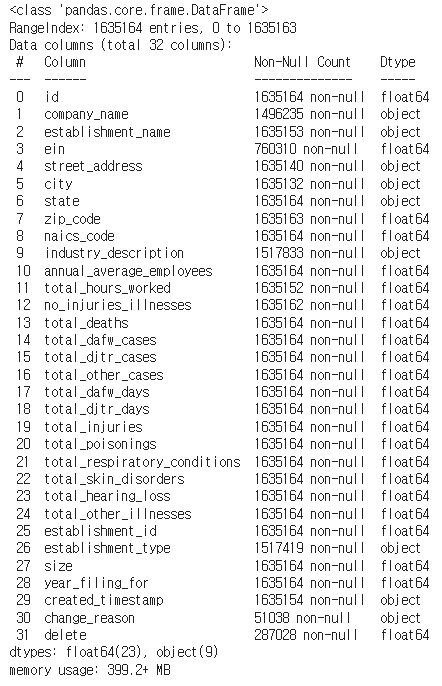 <class 'pandas.core.frame.DataFrame'>
RangeIndex: 1635164 entries, 0 to 1635163
Data columns (total 32 columns):
 #   Column                        Non-Null Count    Dtype
---  ------                        --------------    -----
 0   id                            1635164 non-null  float64
 1   company_name                  1496235 non-null  object
 2   establishment_name            1635153 non-null  object
 3   ein                           760310 non-null   float64
 4   street_address                1635140 non-null  object
 5   city                          1635132 non-null  object
 6   state                         1635164 non-null  object
 7   zip_code                      1635163 non-null  float64
 8   naics_code                    1635164 non-null  float64
 9   industry_description          1517833 non-null  object
 10  annual_average_employees      1635164 non-null  float64
 11  total_hours_worked            1635152 non-null  float64
 12  no_injuries_illnesses         1635162 non-null  float64
 13  total_deaths                  1635164 non-null  float64
 14  total_dafw_cases              1635164 non-null  float64
 15  total_djtr_cases              1635164 non-null  float64
 16  total_other_cases             1635164 non-null  float64
 17  total_dafw_days               1635164 non-null  float64
 18  total_djtr_days               1635164 non-null  float64
 19  total_injuries                1635164 non-null  float64
 20  total_poisonings              1635164 non-null  float64
 21  total_respiratory_conditions  1635164 non-null  float64
 22  total_skin_disorders          1635164 non-null  float64
 23  total_hearing_loss            1635164 non-null  float64
 24  total_other_illnesses         1635164 non-null  float64
 25  establishment_id              1635164 non-null  float64
 26  establishment_type            1517419 non-null  object
 27  size                          1635164 non-null  float64
 28  year_filing_for               1635164 non-null  float64
 29  created_timestamp             1635154 non-null  object
 30  change_reason                 51038 non-null    object
 31  delete                        287028 non-null   float64
dtypes: float64(23), object(9)
memory usage: 399.2+ MB